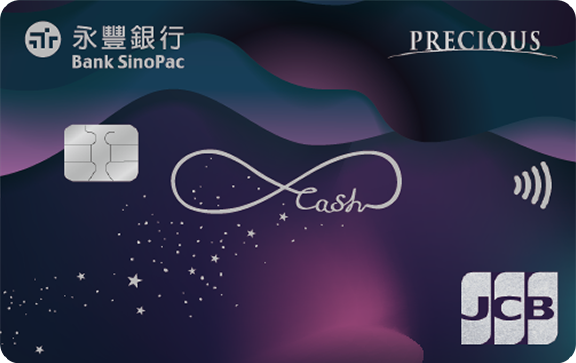 永豐銀行
Bank SinoPac
PRECIOUS
Cash
JCB